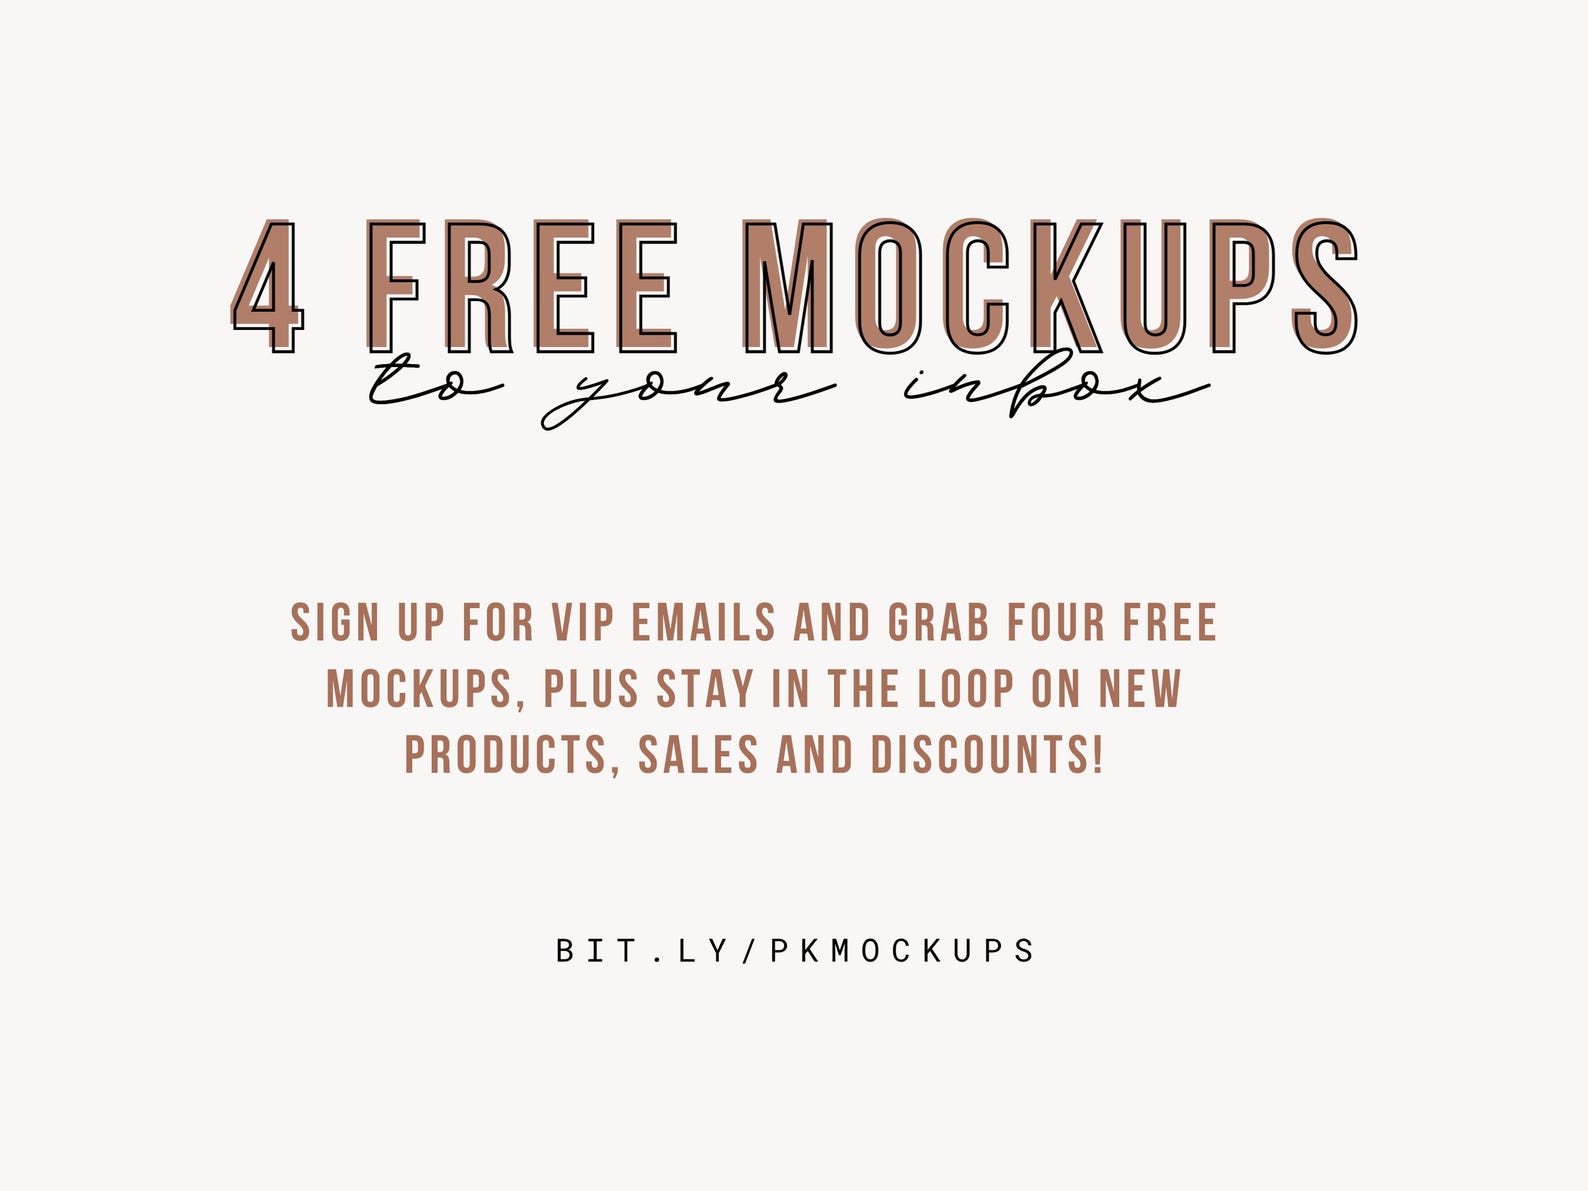 4 FREE MOCKUPS
to your inbox
SIGN UP FOR VIP EMAILS AND GRAB FOUR FREE
MOCKUPS, PLUS STAY IN THE LOOP ON NEW
PRODUCTS, SALES AND DISCOUNTS!
BIT.LY/PKMOCKUPS